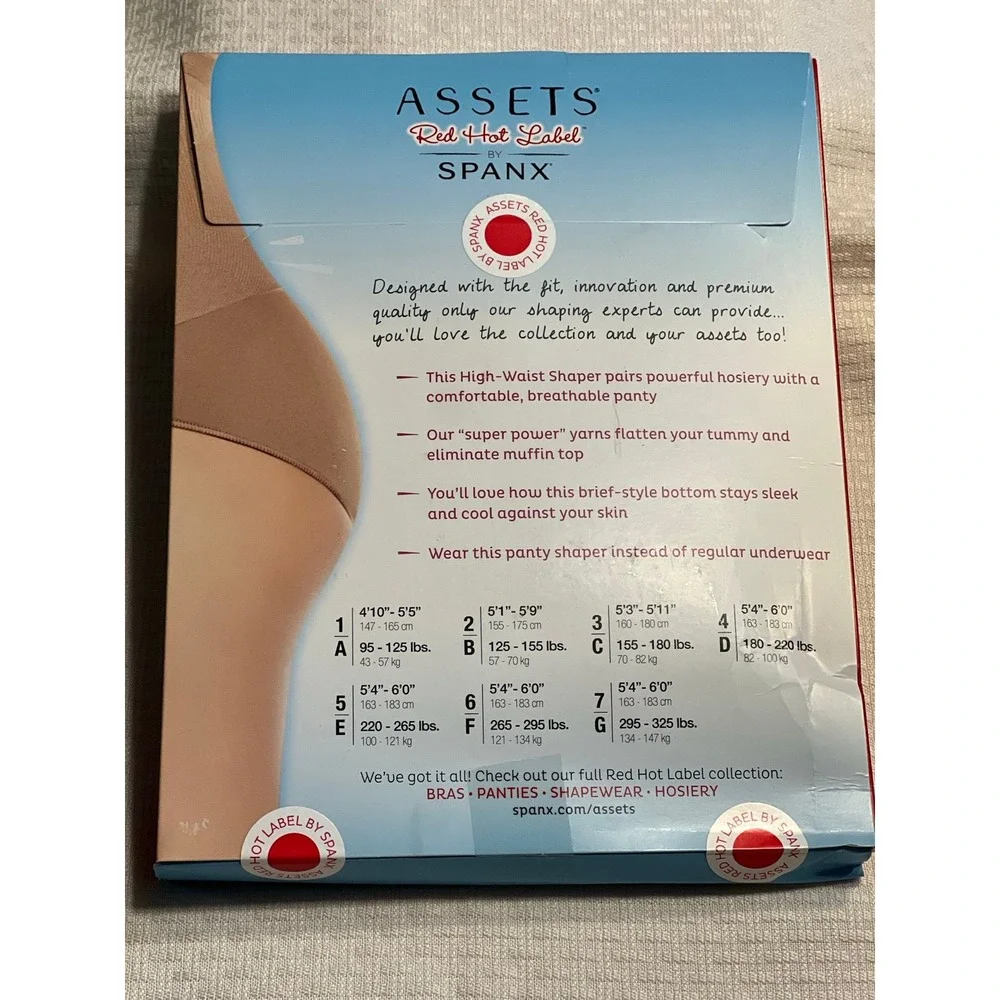 ASSETS®
Red Hot Label™
BY
SPANX®
ASSETS RED HOT LABEL BY SPANX
Designed with the fit, innovation and premium
quality only our shaping experts can provide...
you'll love the collection and your assets too!
— This High-Waist Shaper pairs powerful hosiery with a
comfortable, breathable panty
— Our “super power” yarns flatten your tummy and
eliminate muffin top
— You'll love how this brief-style bottom stays sleek
and cool against your skin
— Wear this panty shaper instead of regular underwear
1
A
4'10”- 5'5”
147 - 165 cm
95 - 125 lbs.
43 - 57 kg
2
B
5'1”- 5'9”
155 - 175 cm
125 - 155 lbs.
57 - 70 kg
3
C
5'3”- 5'11”
160 - 180 cm
155 - 180 lbs.
70 - 82 kg
4
D
5'4”- 6'0”
163 - 183 cm
180 - 220 lbs.
82 - 100 kg
5
E
5'4”- 6'0”
163 - 183 cm
220 - 265 lbs.
100 - 121 kg
6
F
5'4”- 6'0”
163 - 183 cm
265 - 295 lbs.
121 - 134 kg
7
G
5'4”- 6'0”
163 - 183 cm
295 - 325 lbs.
134 - 147 kg
We've got it all! Check out our full Red Hot Label collection:
BRAS • PANTIES • SHAPEWEAR • HOSIERY
spanx.com/assets
ASSETS RED HOT LABEL BY SPANX
ASSETS RED HOT LABEL BY SPANX